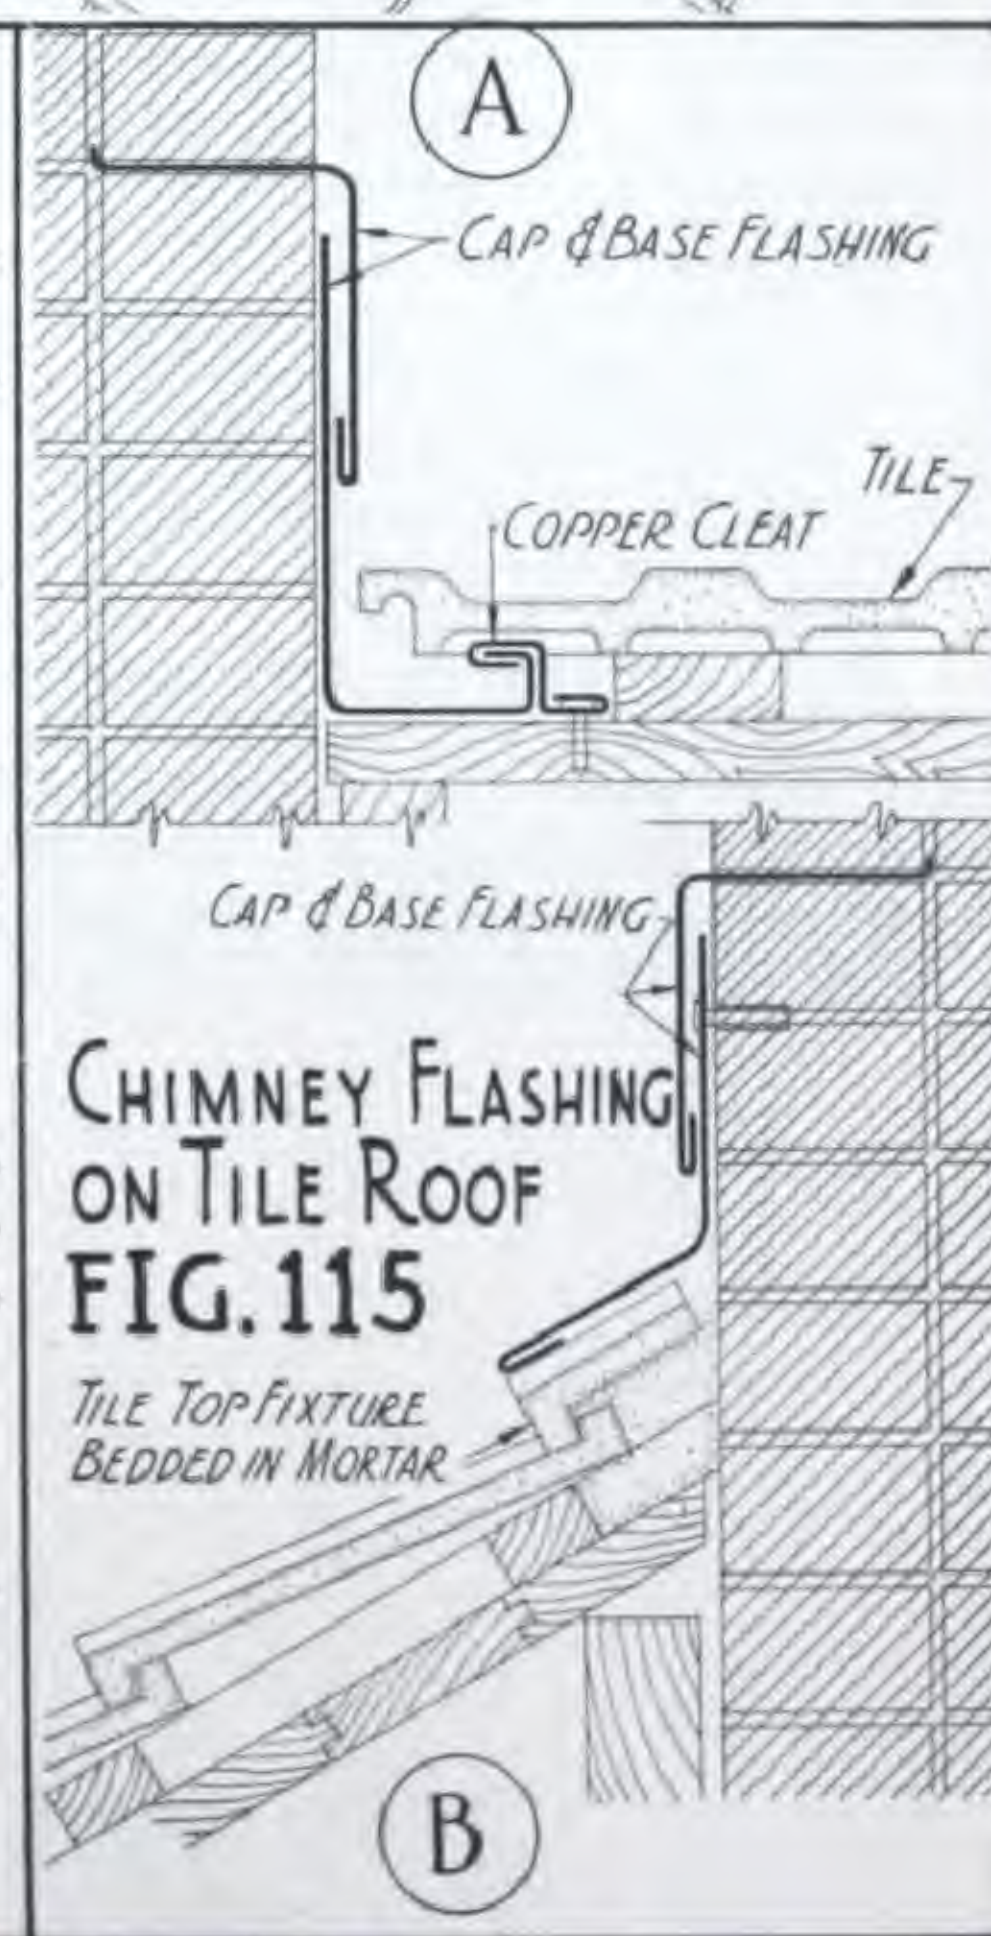 A
CAP & BASE FLASHING
TILE
COPPER CLEAT
CAP & BASE FLASHING
CHIMNEY FLASHING
ON TILE ROOF
FIG. 115
TILE TOP FIXTURE
BEDDED IN MORTAR
B